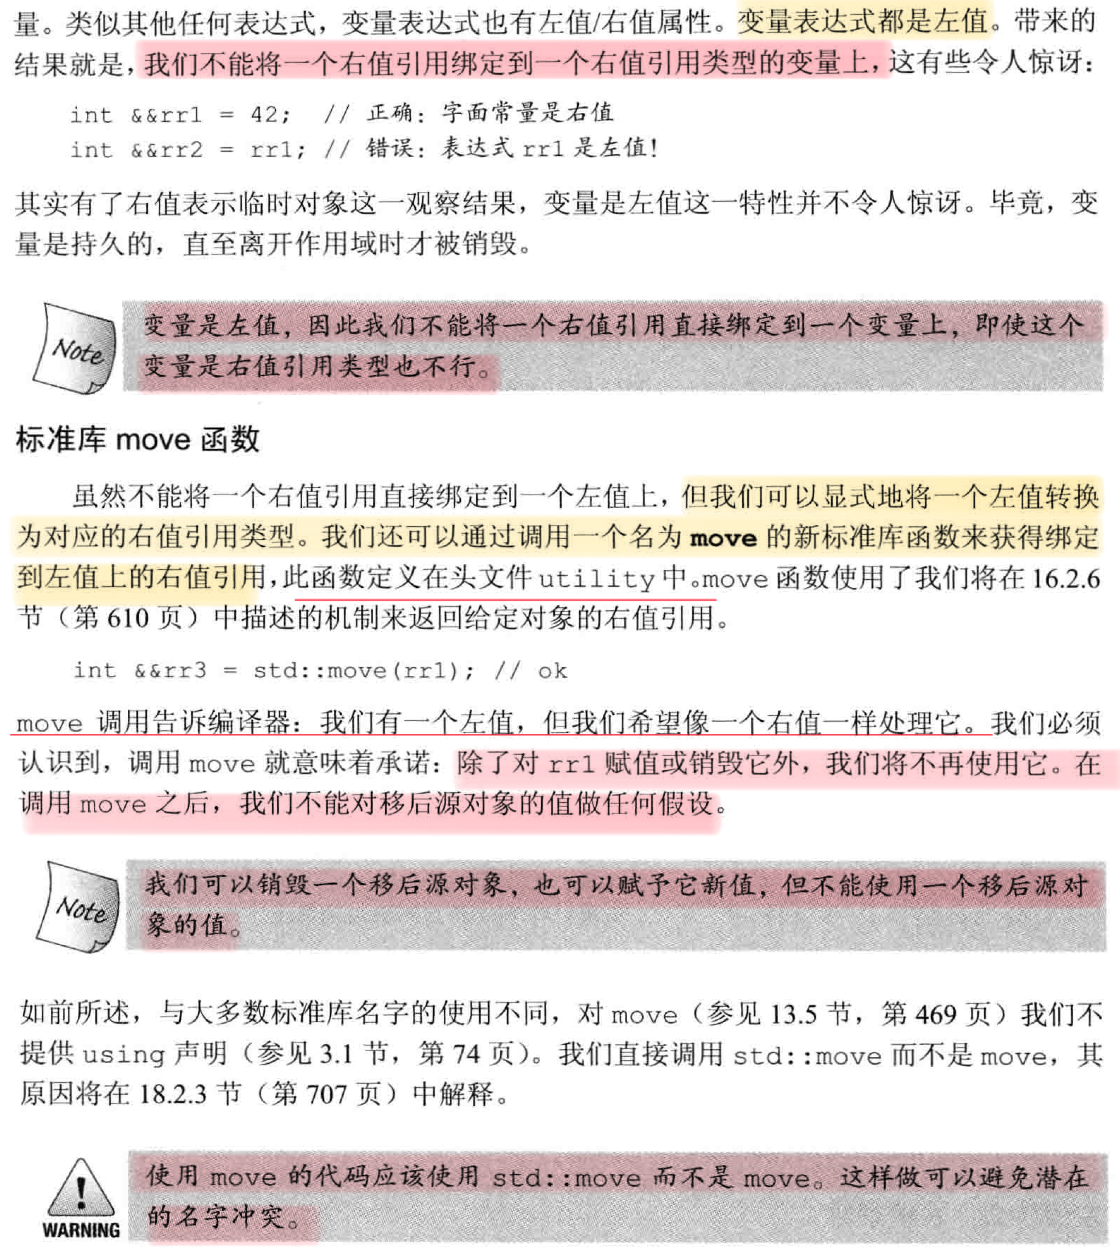 量。类似其他任何表达式，变量表达式也有左值/右值属性。变量表达式都是左值。带来的
结果就是，我们不能将一个右值引用绑定到一个右值引用类型的变量上，这有些令人惊讶：
int &&rr1 = 42; // 正确：字面常量是右值
int &&rr2 = rr1; // 错误：表达式 rr1 是左值！
其实有了右值表示临时对象这一观察结果，变量是左值这一特性并不令人惊讶。毕竟，变
量是持久的，直至离开作用域时才被销毁。
Note
变量是左值，因此我们不能将一个右值引用直接绑定到一个变量上，即使这个
变量是右值引用类型也不行。
标准库 move 函数
虽然不能将一个右值引用直接绑定到一个左值上，但我们可以显式地将一个左值转换
为对应的右值引用类型。我们还可以通过调用一个名为 move 的新标准库函数来获得绑定
到左值上的右值引用，此函数定义在头文件 utility 中。move 函数使用了我们将在 16.2.6
节（第 610 页）中描述的机制来返回给定对象的右值引用。
int &&rr3 = std::move(rr1); // ok
move 调用告诉编译器：我们有一个左值，但我们希望像一个右值一样处理它。我们必须
认识到，调用 move 就意味着承诺：除了对 rr1 赋值或销毁它外，我们将不再使用它。在
调用 move 之后，我们不能对移后源对象的值做任何假设。
Note
我们可以销毁一个移后源对象，也可以赋予它新值，但不能使用一个移后源对
象的值。
如前所述，与大多数标准库名字的使用不同，对 move（参见 13.5 节，第 469 页）我们不
提供 using 声明（参见 3.1 节，第 74 页）。我们直接调用 std::move 而不是 move，其
原因将在 18.2.3 节（第 707 页）中解释。
WARNING
使用 move 的代码应该使用 std::move 而不是 move。这样做可以避免潜在
的名字冲突。